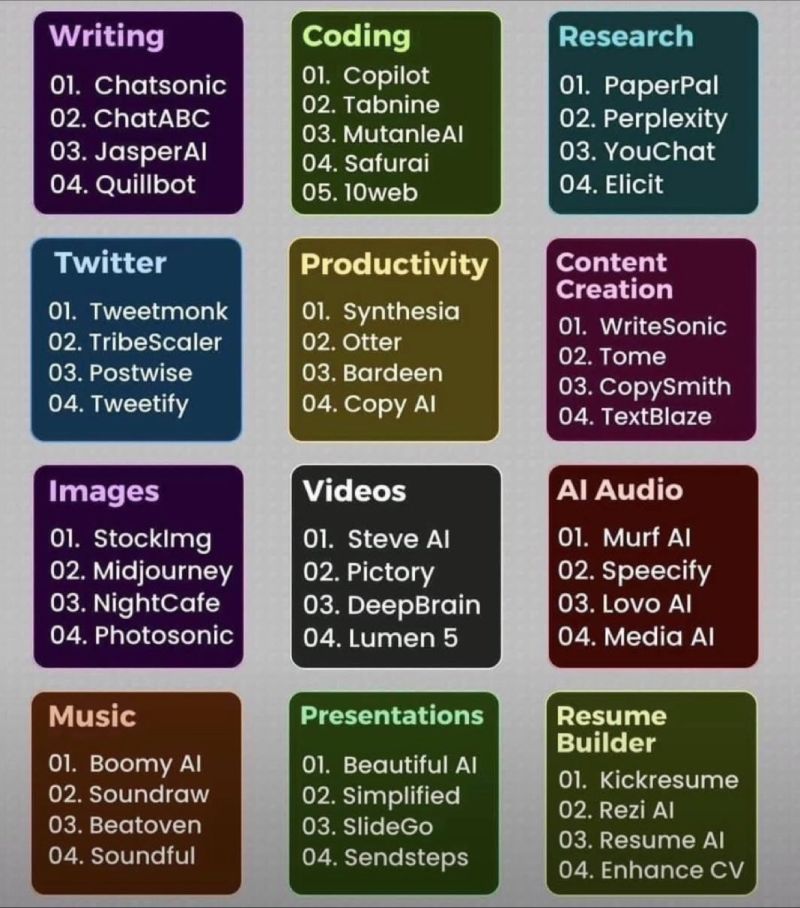 Writing
01. Chatsonic
02. ChatABC
03. JasperAI
04. Quillbot
Coding
01. Copilot
02. Tabnine
03. MutanleAI
04. Safurai
05. 10web
Research
01. PaperPal
02. Perplexity
03. YouChat
04. Elicit
Twitter
01. Tweetmonk
02. TribeScaler
03. Postwise
04. Tweetify
Productivity
01. Synthesia
02. Otter
03. Bardeen
04. Copy AI
Content
Creation
01. WriteSonic
02. Tome
03. CopySmith
04. TextBlaze
Images
01. StockImg
02. Midjourney
03. NightCafe
04. Photosonic
Videos
01. Steve AI
02. Pictory
03. DeepBrain
04. Lumen 5
AI Audio
01. Murf AI
02. Speecify
03. Lovo AI
04. Media AI
Music
01. Boomy AI
02. Soundraw
03. Beatoven
04. Soundful
Presentations
01. Beautiful AI
02. Simplified
03. SlideGo
04. Sendsteps
Resume
Builder
01. Kickresume
02. Rezi AI
03. Resume AI
04. Enhance CV